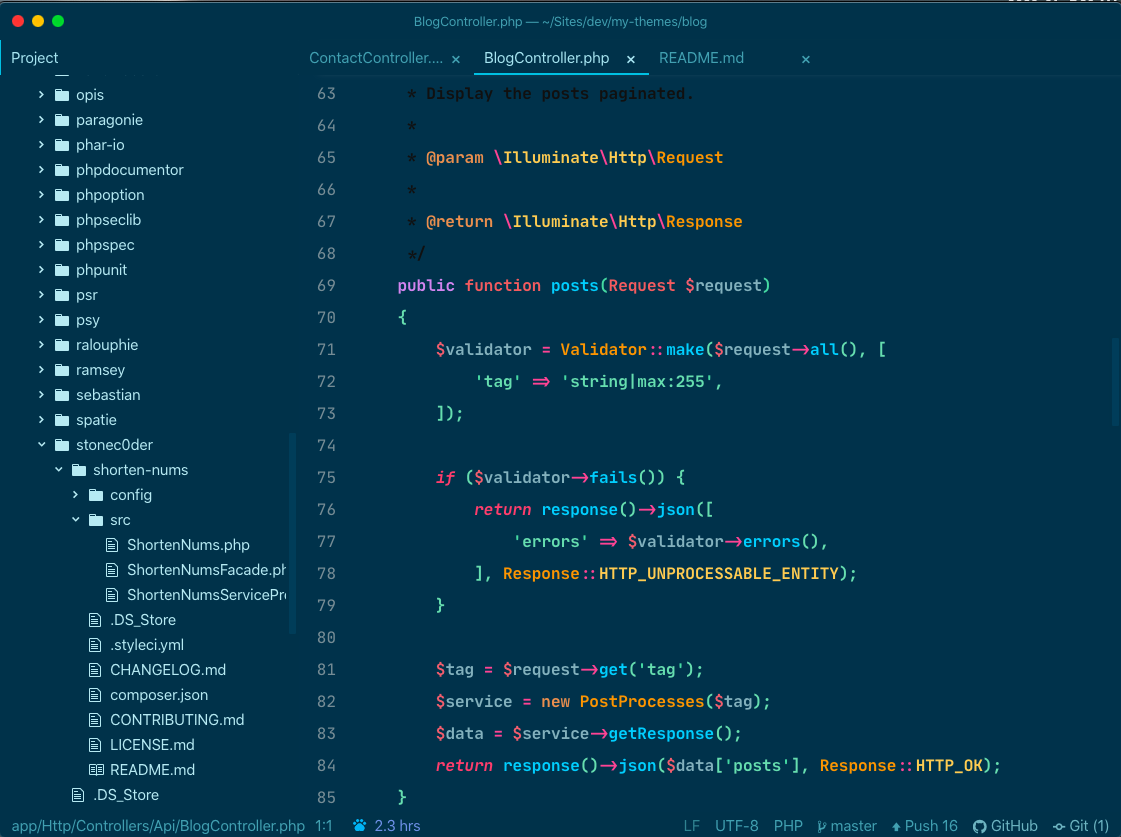 BlogController.php — ~/Sites/dev/my-themes/blog
Project
ContactController.... × BlogController.php × README.md ×
opis
paragonie
phar-io
phpdocumentor
phpoption
phpseclib
phpspec
phpunit
psr
psy
ralouphie
ramsey
sebastian
spatie
stonec0der
shorten-nums
config
src
ShortenNums.php
ShortenNumsFacade.ph
ShortenNumsServicePro
.DS_Store
.styleci.yml
CHANGELOG.md
composer.json
CONTRIBUTING.md
LICENSE.md
README.md
.DS_Store
63 * Display the posts paginated.
64 *
65 * @param \Illuminate\Http\Request
66 *
67 * @return \Illuminate\Http\Response
68 */
69 public function posts(Request $request)
70 {
71 $validator = Validator::make($request->all(), [
72 'tag' => 'string|max:255',
73 ]);
74
75 if ($validator->fails()) {
76 return response()->json([
77 'errors' => $validator->errors(),
78 ], Response::HTTP_UNPROCESSABLE_ENTITY);
79 }
80
81 $tag = $request->get('tag');
82 $service = new PostProcesses($tag);
83 $data = $service->getResponse();
84 return response()->json($data['posts'], Response::HTTP_OK);
85 }
app/Http/Controllers/Api/BlogController.php 1:1 2.3 hrs LF UTF-8 PHP master Push 16 GitHub Git (1)